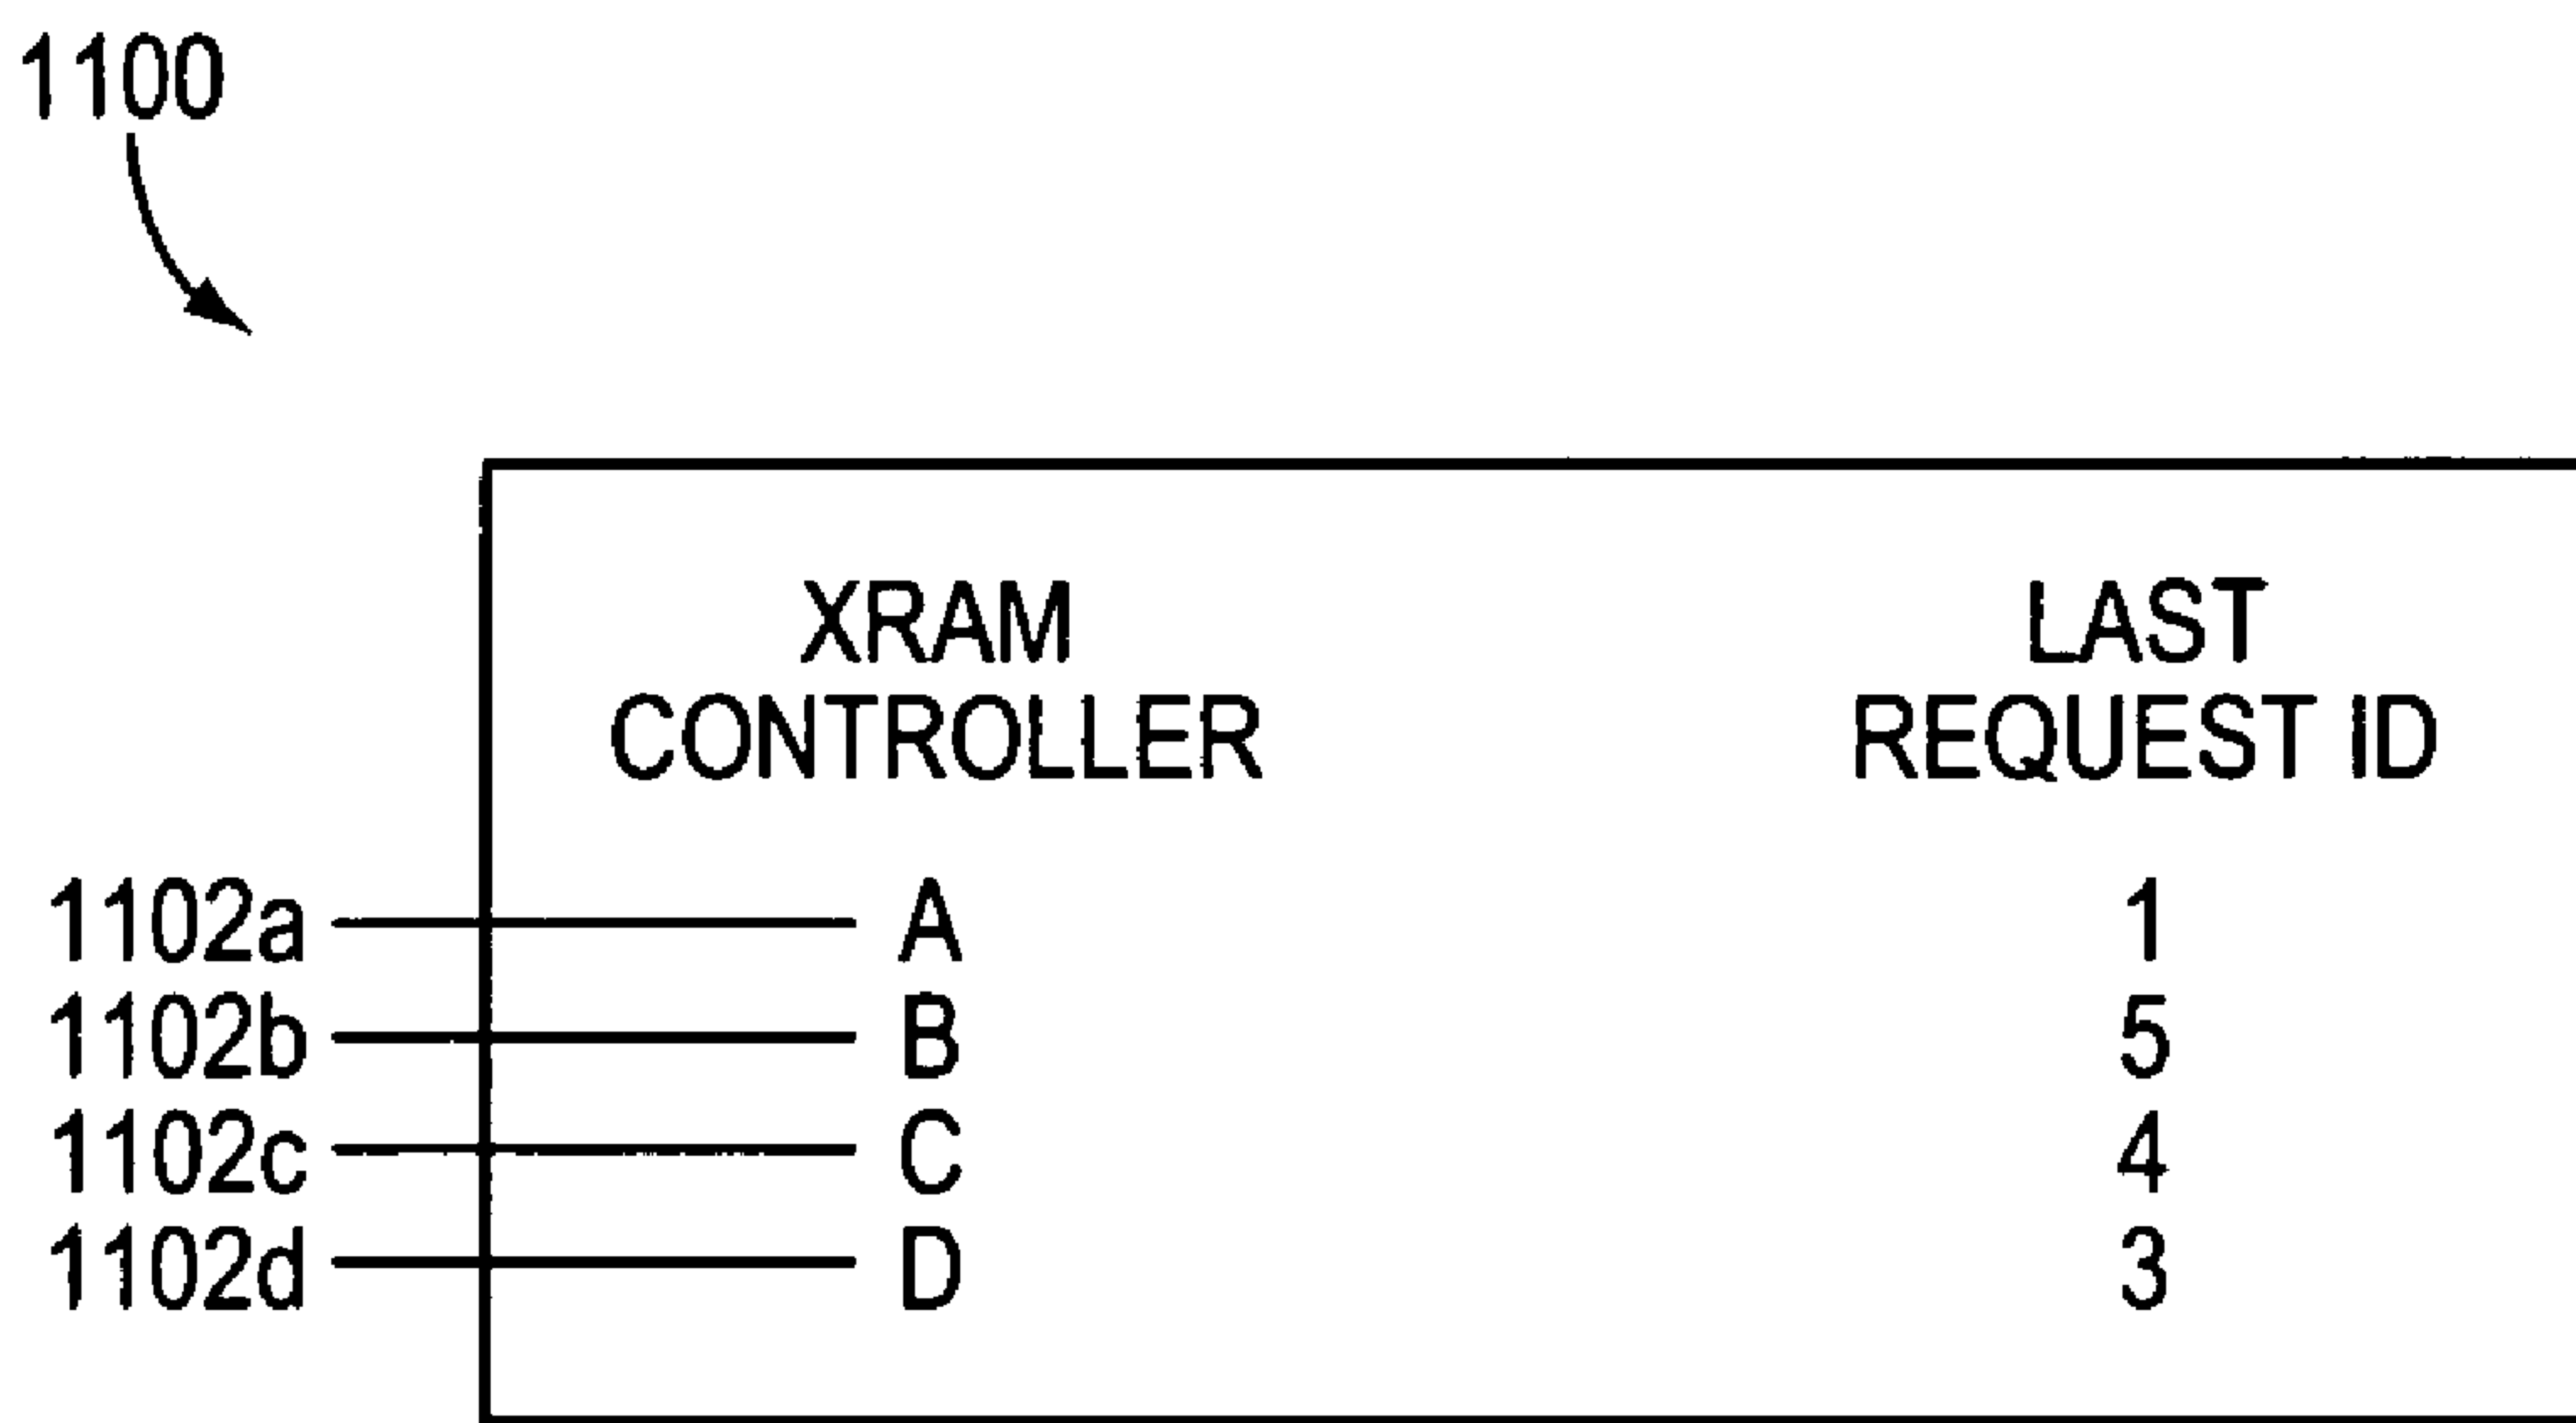 1100
XRAM LAST
CONTROLLER REQUEST ID
1102a A 1
1102b B 5
1102c C 4
1102d D 3